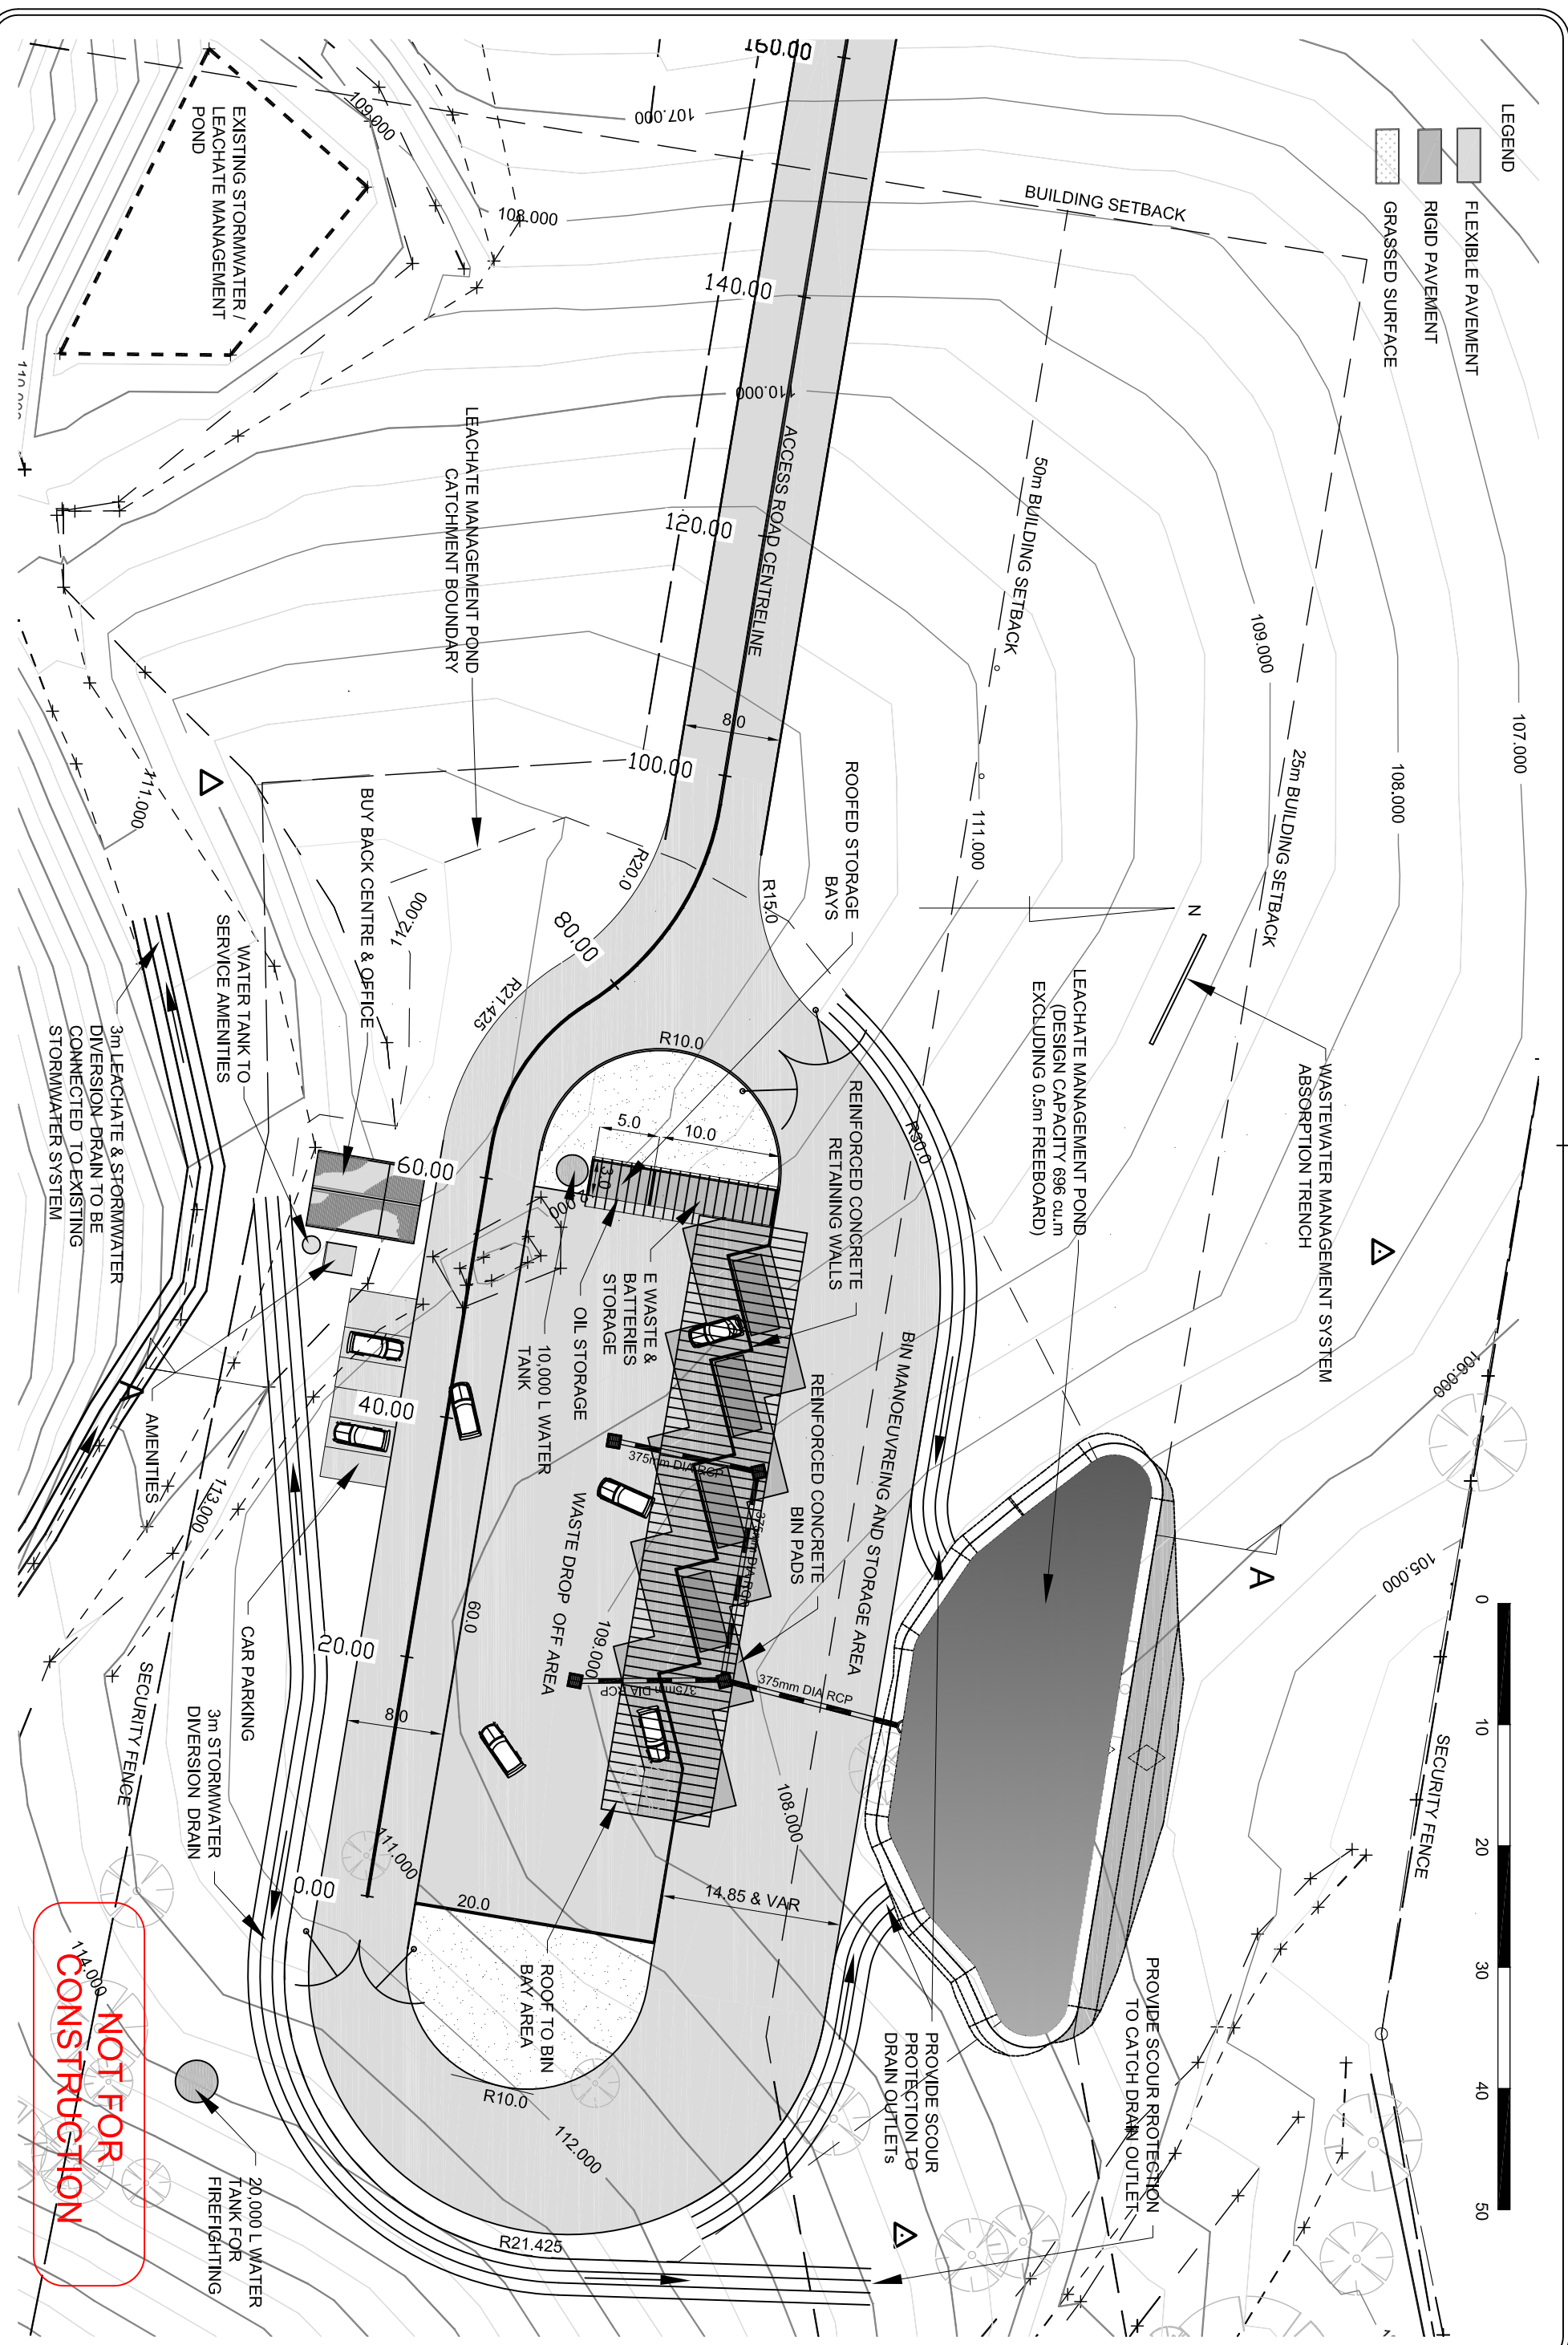 LEGEND
FLEXIBLE PAVEMENT
RIGID PAVEMENT
GRASSED SURFACE
160.00
107.000
109.000
EXISTING STORMWATER /
LEACHATE MANAGEMENT
POND
108.000
BUILDING SETBACK
140.00
110.000
110.000
ACCESS ROAD CENTRELINE
LEACHATE MANAGEMENT POND
CATCHMENT BOUNDARY
120.00
50m BUILDING SETBACK
109.000
107.000
108.000
25m BUILDING SETBACK
8.0
100.00
111.000
111.000
ROOFED STORAGE
BAYS
R20.0
R15.0
BUY BACK CENTRE & OFFICE
112.000
80.00
N
WATER TANK TO
SERVICE AMENITIES
R21.425
LEACHATE MANAGEMENT POND
(DESIGN CAPACITY 696 cu.m
EXCLUDING 0.5m FREEBOARD)
WASTEWATER MANAGEMENT SYSTEM
ABSORPTION TRENCH
3m LEACHATE & STORMWATER
DIVERSION DRAIN TO BE
CONNECTED TO EXISTING
STORMWATER SYSTEM
R10.0
5.0
10.0
3.0
REINFORCED CONCRETE
RETAINING WALLS
R30.0
60.00
E WASTE &
BATTERIES
STORAGE
OIL STORAGE
10,000 L WATER
TANK
BIN MANOEUVREING AND STORAGE AREA
REINFORCED CONCRETE
BIN PADS
106.000
AMENITIES
40.00
375mm DIA RCP
375mm DIA RCP
113.000
WASTE DROP OFF AREA
A
105.000
0
10
20
30
40
50
60.0
109.000
CAR PARKING
20.00
375mm DIA RCP
375mm DIA RCP
SECURITY FENCE
SECURITY FENCE
3m STORMWATER
DIVERSION DRAIN
8.0
108.000
111.000
0.00
20.0
14.85 & VAR
ROOF TO BIN
BAY AREA
PROVIDE SCOUR PROTECTION
TO CATCH DRAIN OUTLET
PROVIDE SCOUR
PROTECTION TO
DRAIN OUTLETs
114.000
NOT FOR
CONSTRUCTION
R10.0
112.000
20,000 L WATER
TANK FOR
FIREFIGHTING
R21.425